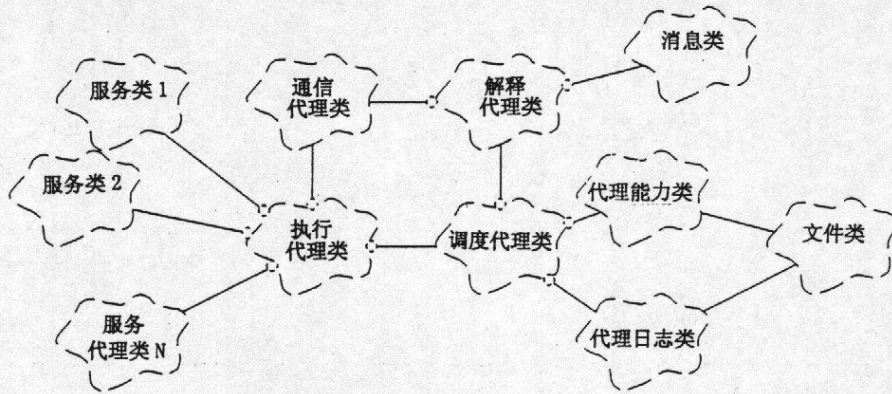 消息类
服务类1
通信
代理类
解释
代理类
服务类2
代理能力类
执行
代理类
调度代理类
文件类
服务
代理类N
代理日志类